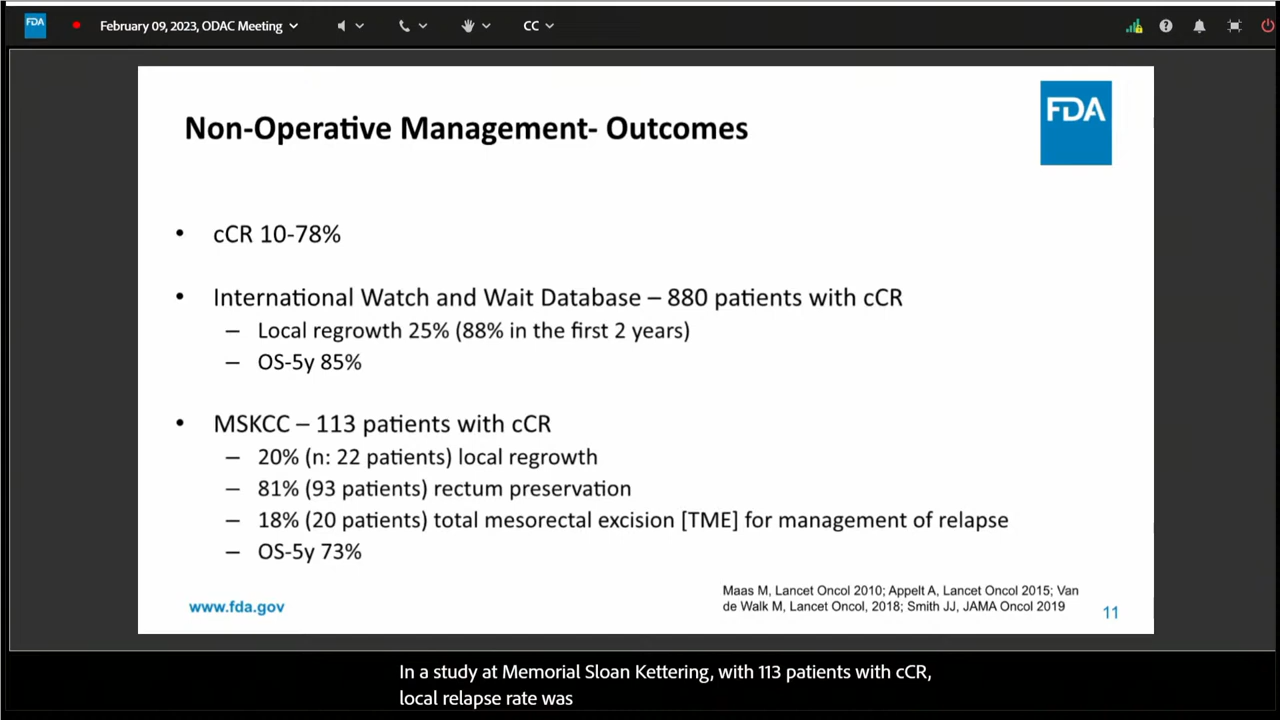 FDA
February 09, 2023, ODAC Meeting
CC
FDA
Non-Operative Management- Outcomes
• cCR 10-78%
• International Watch and Wait Database – 880 patients with cCR
– Local regrowth 25% (88% in the first 2 years)
– OS-5y 85%
• MSKCC – 113 patients with cCR
– 20% (n: 22 patients) local regrowth
– 81% (93 patients) rectum preservation
– 18% (20 patients) total mesorectal excision [TME] for management of relapse
– OS-5y 73%
Maas M, Lancet Oncol 2010; Appelt A, Lancet Oncol 2015; Van
de Walk M, Lancet Oncol, 2018; Smith JJ, JAMA Oncol 2019
www.fda.gov
11
In a study at Memorial Sloan Kettering, with 113 patients with cCR,
local relapse rate was